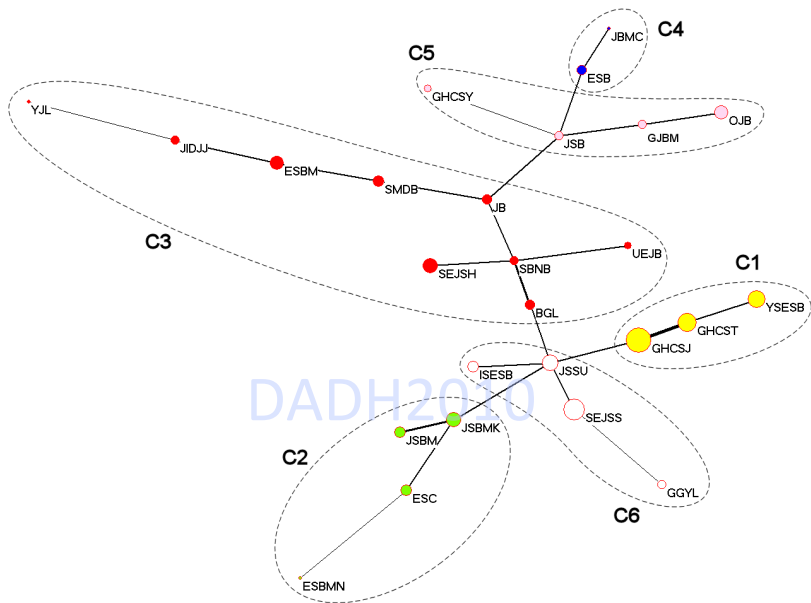 JBMC
C4
C5
ESB
GHCSY
OJB
YJL
GJBM
JSB
JIDJJ
ESBM
SMDB
JB
C3
UEJB
SEJSH
SBNB
C1
BGL
YSESB
GHCST
GHCSJ
ISESB
JSSU
DADH2010
SEJSS
JSBMK
JSBM
C2
GGYL
ESC
C6
ESBMN